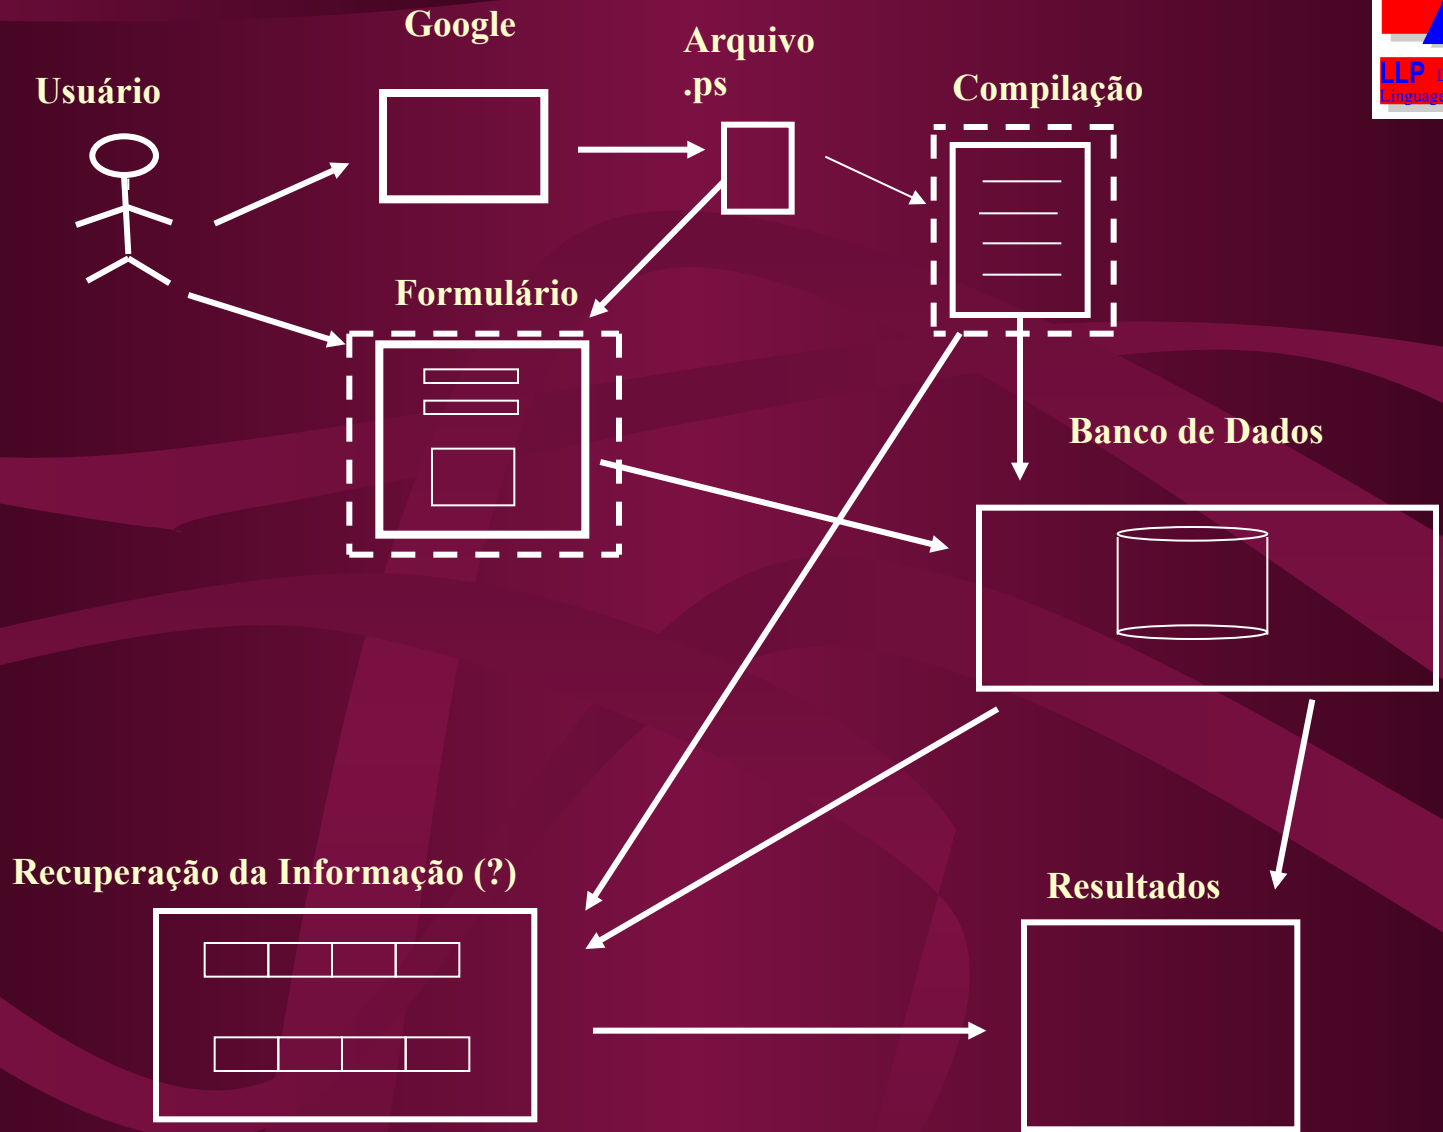 Google
Arquivo
.ps
Usuário
Compilação
LLP
Formulário
Banco de Dados
Recuperação da Informação (?)
Resultados